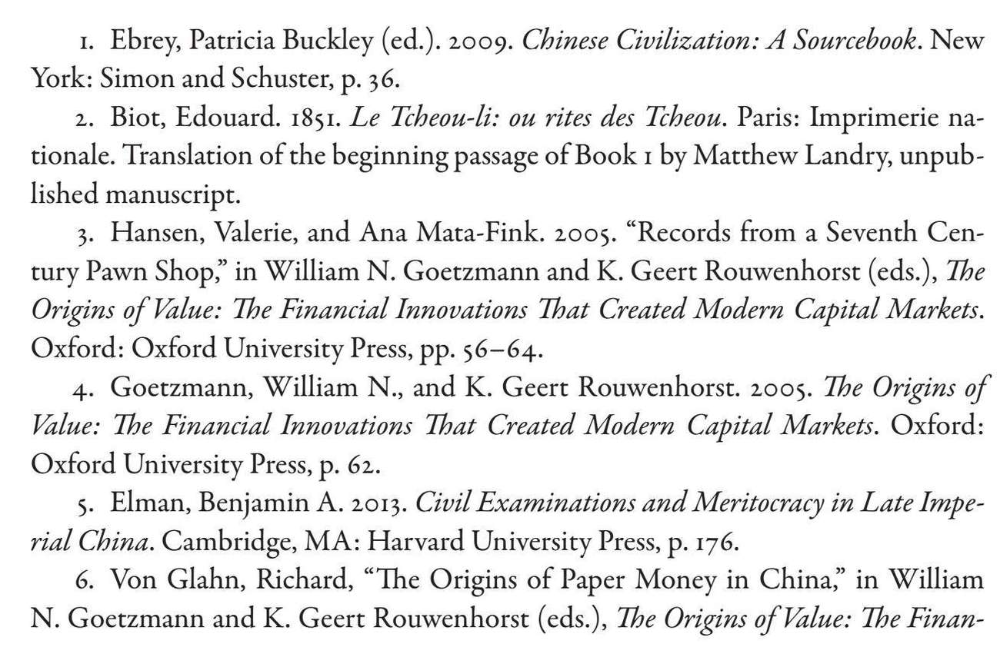 1. Ebrey, Patricia Buckley (ed.). 2009. Chinese Civilization: A Sourcebook. New
York: Simon and Schuster, p. 36.
2. Biot, Edouard. 1851. Le Tcheou-li: ou rites des Tcheou. Paris: Imprimerie na-
tionale. Translation of the beginning passage of Book 1 by Matthew Landry, unpub-
lished manuscript.
3. Hansen, Valerie, and Ana Mata-Fink. 2005. “Records from a Seventh Cen-
tury Pawn Shop,” in William N. Goetzmann and K. Geert Rouwenhorst (eds.), The
Origins of Value: The Financial Innovations That Created Modern Capital Markets.
Oxford: Oxford University Press, pp. 56–64.
4. Goetzmann, William N., and K. Geert Rouwenhorst. 2005. The Origins of
Value: The Financial Innovations That Created Modern Capital Markets. Oxford:
Oxford University Press, p. 62.
5. Elman, Benjamin A. 2013. Civil Examinations and Meritocracy in Late Impe-
rial China. Cambridge, MA: Harvard University Press, p. 176.
6. Von Glahn, Richard, “The Origins of Paper Money in China,” in William
N. Goetzmann and K. Geert Rouwenhorst (eds.), The Origins of Value: The Finan-